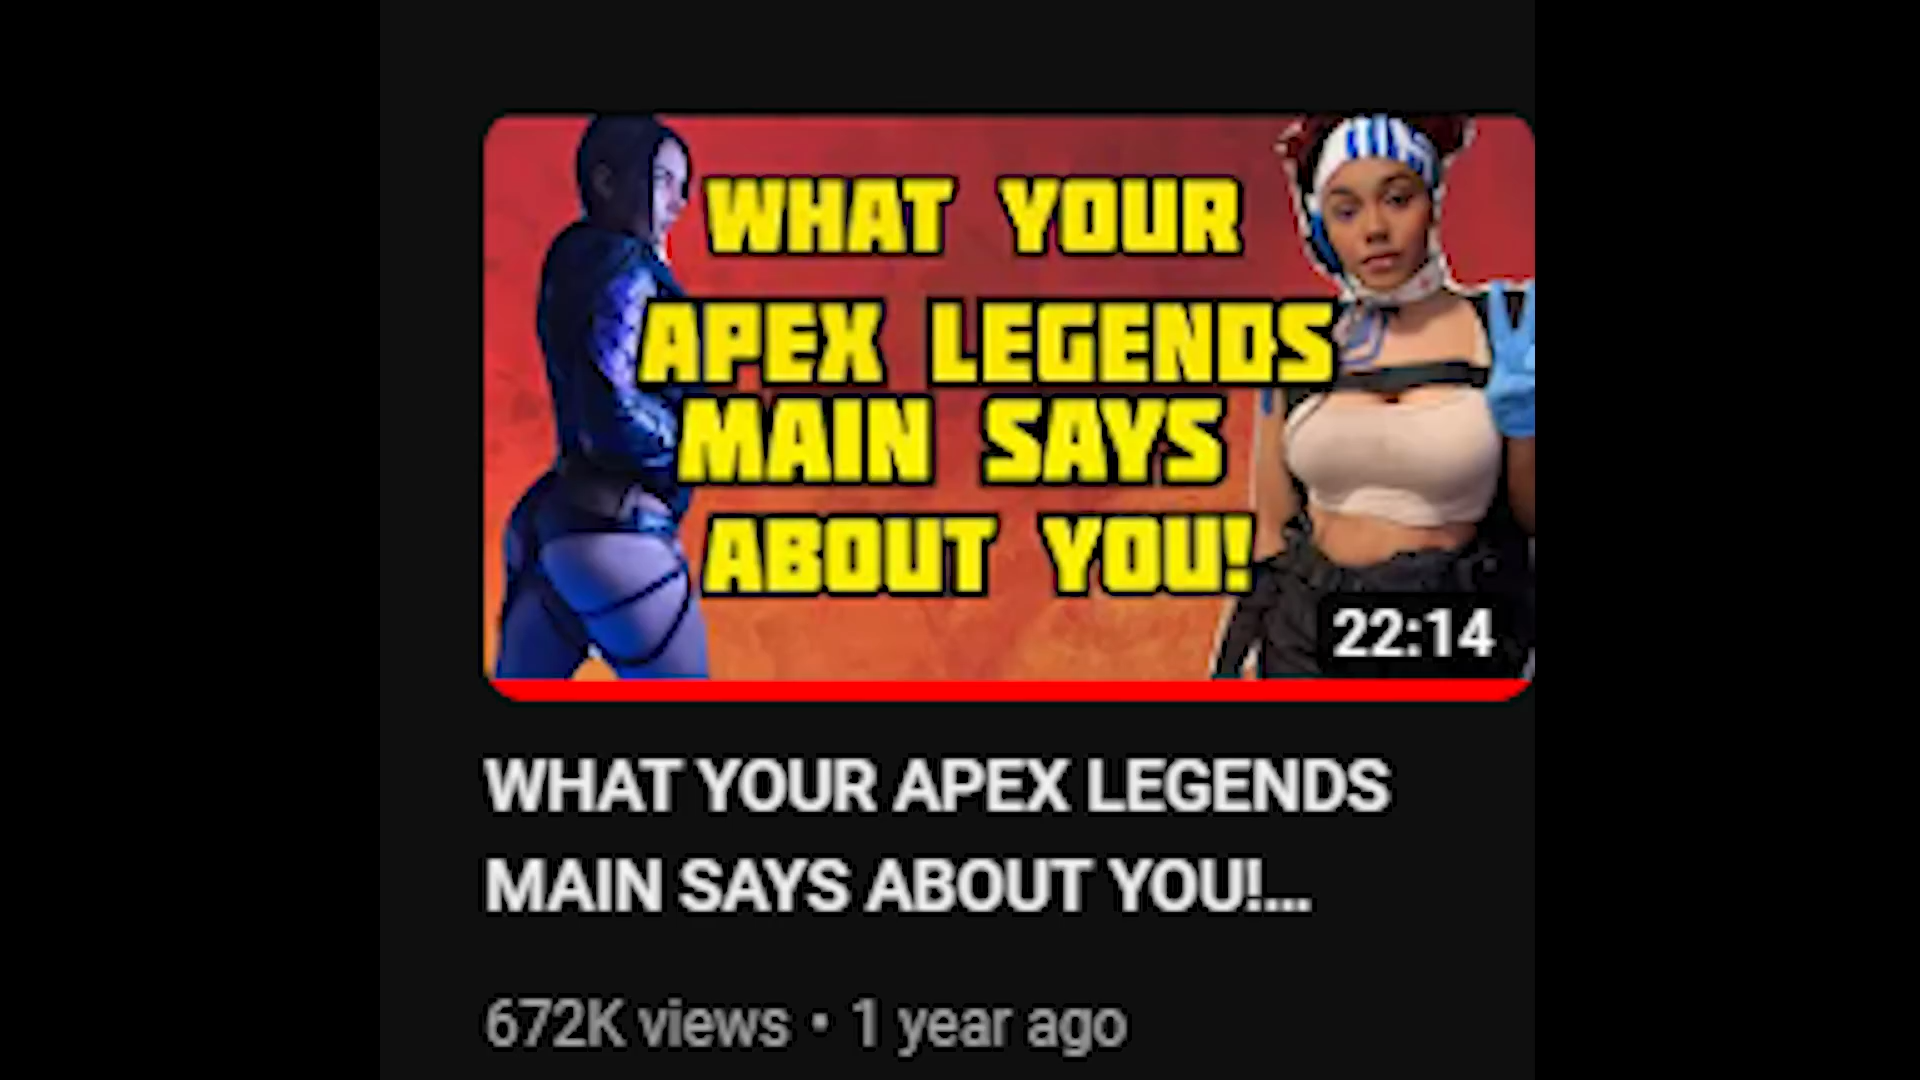 WHAT YOUR
APEX LEGENDS
MAIN SAYS
ABOUT YOU!
22:14
WHAT YOUR APEX LEGENDS
MAIN SAYS ABOUT YOU!...
672K views • 1 year ago